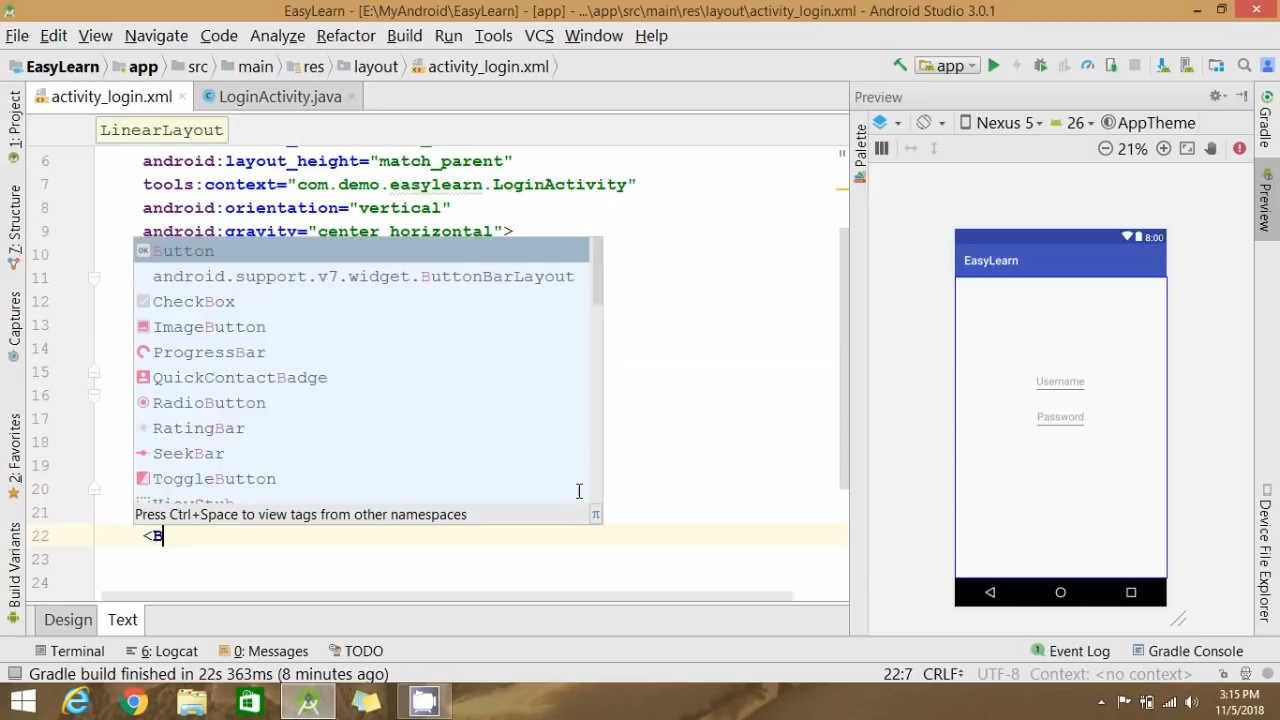 EasyLearn - [E:\MyAndroid\EasyLearn] - [app] - ...\app\src\main\res\layout\activity_login.xml - Android Studio 3.0.1
File Edit View Navigate Code Analyze Refactor Build Run Tools VCS Window Help
EasyLearn app src main res layout activity_login.xml app
activity_login.xml LoginActivity.java Preview
LinearLayout Nexus 5 26 AppTheme
21%
6 android:layout_height="match_parent"
7 tools:context="com.demo.easylearn.LoginActivity"
8 android:orientation="vertical"
9 android:gravity="center_horizontal">
10 Button
11 android.support.v7.widget.ButtonBarLayout
12 CheckBox
13 ImageButton
14 ProgressBar
15 QuickContactBadge
16 RadioButton
17 RatingBar
18 SeekBar
19 ToggleButton
20 ViewStub
21 Press Ctrl+Space to view tags from other namespaces π
22 <B
23
24
8:00
EasyLearn
Username
Password
1: Project
7: Structure
Captures
2: Favorites
Build Variants
Palette
Gradle
Preview
Device File Explorer
Design Text
Terminal 6: Logcat 0: Messages TODO Event Log Gradle Console
Gradle build finished in 22s 363ms (8 minutes ago) 22:7 CRLF UTF-8 Context: <no context>
3:15 PM
11/5/2018